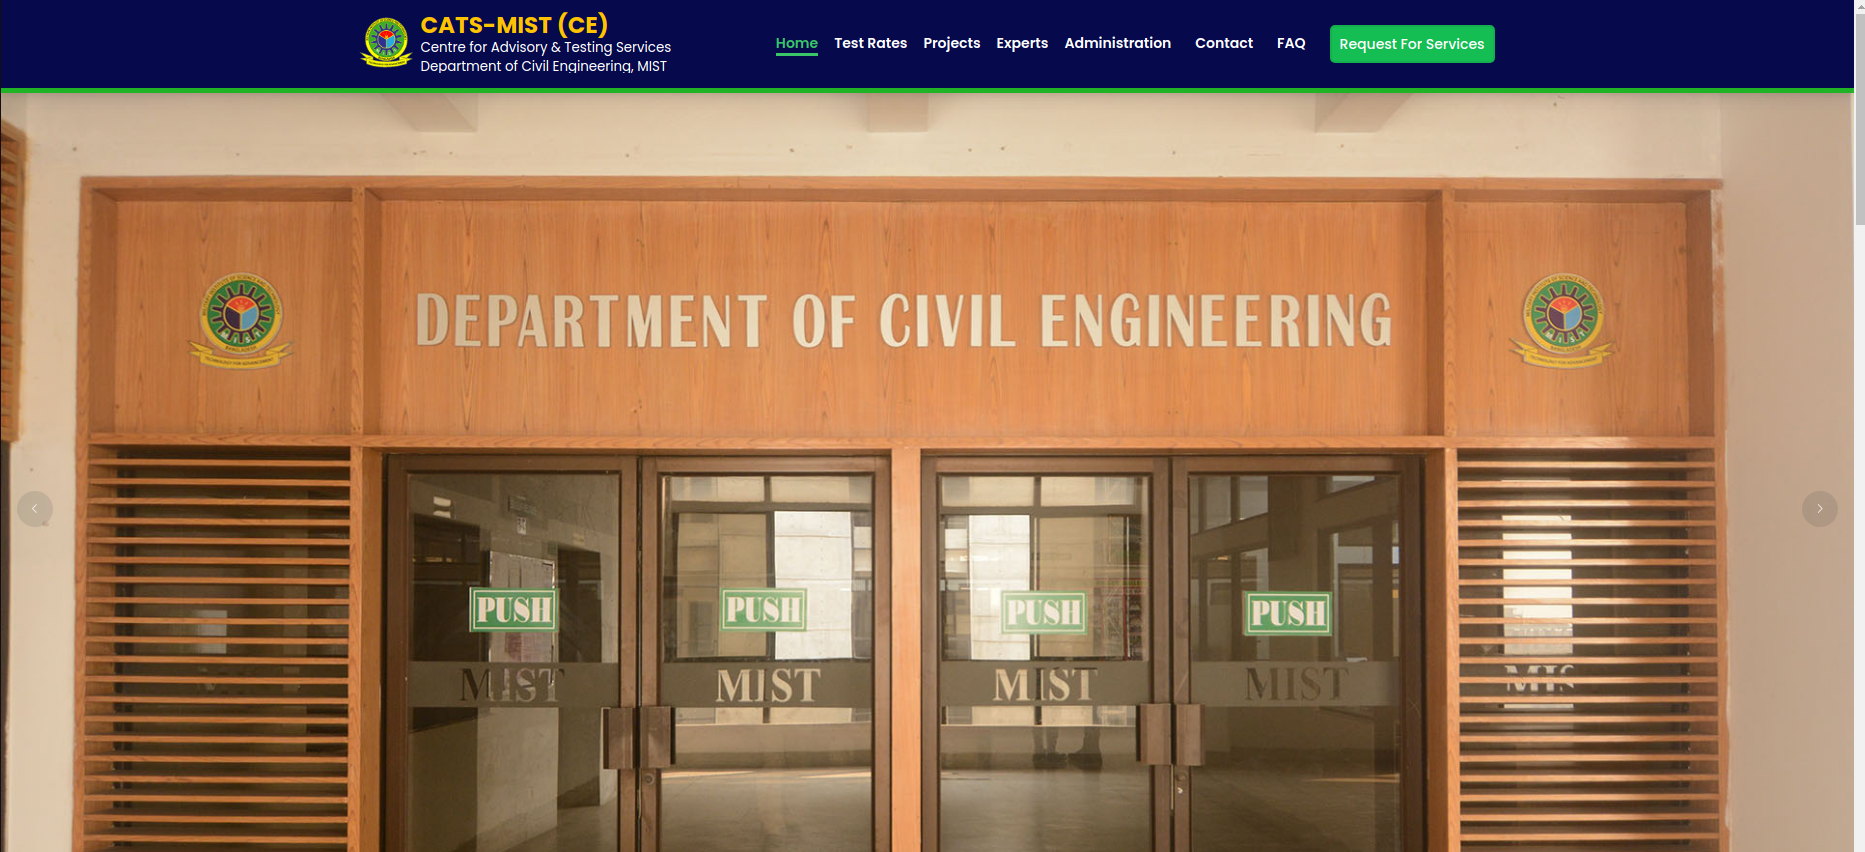 CATS-MIST (CE)
Centre for Advisory & Testing Services
Department of Civil Engineering, MIST
Home Test Rates Projects Experts Administration Contact FAQ Request For Services
DEPARTMENT OF CIVIL ENGINEERING
PUSH PUSH PUSH PUSH
MIST MIST MIST MIST